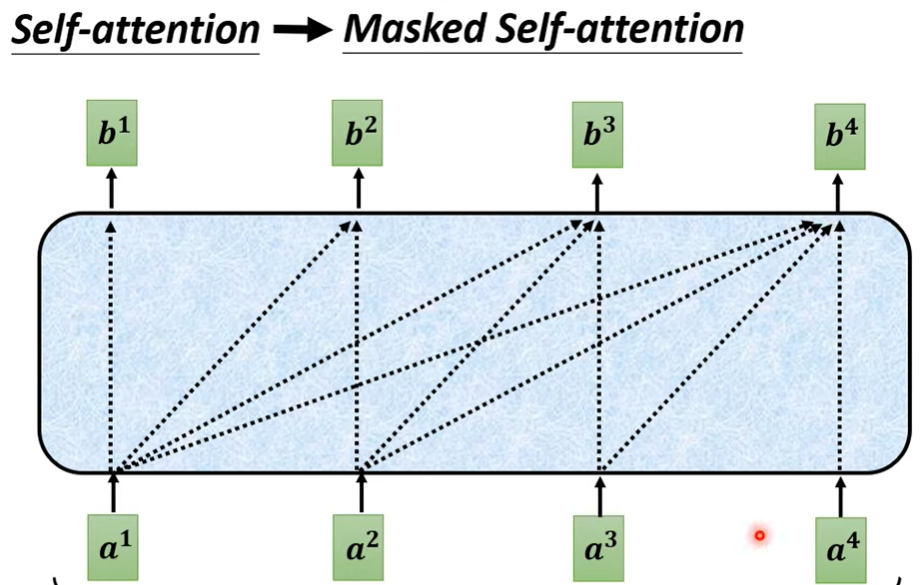 Self-attention → Masked Self-attention
b¹ b² b³ b⁴
a¹ a² a³ a⁴